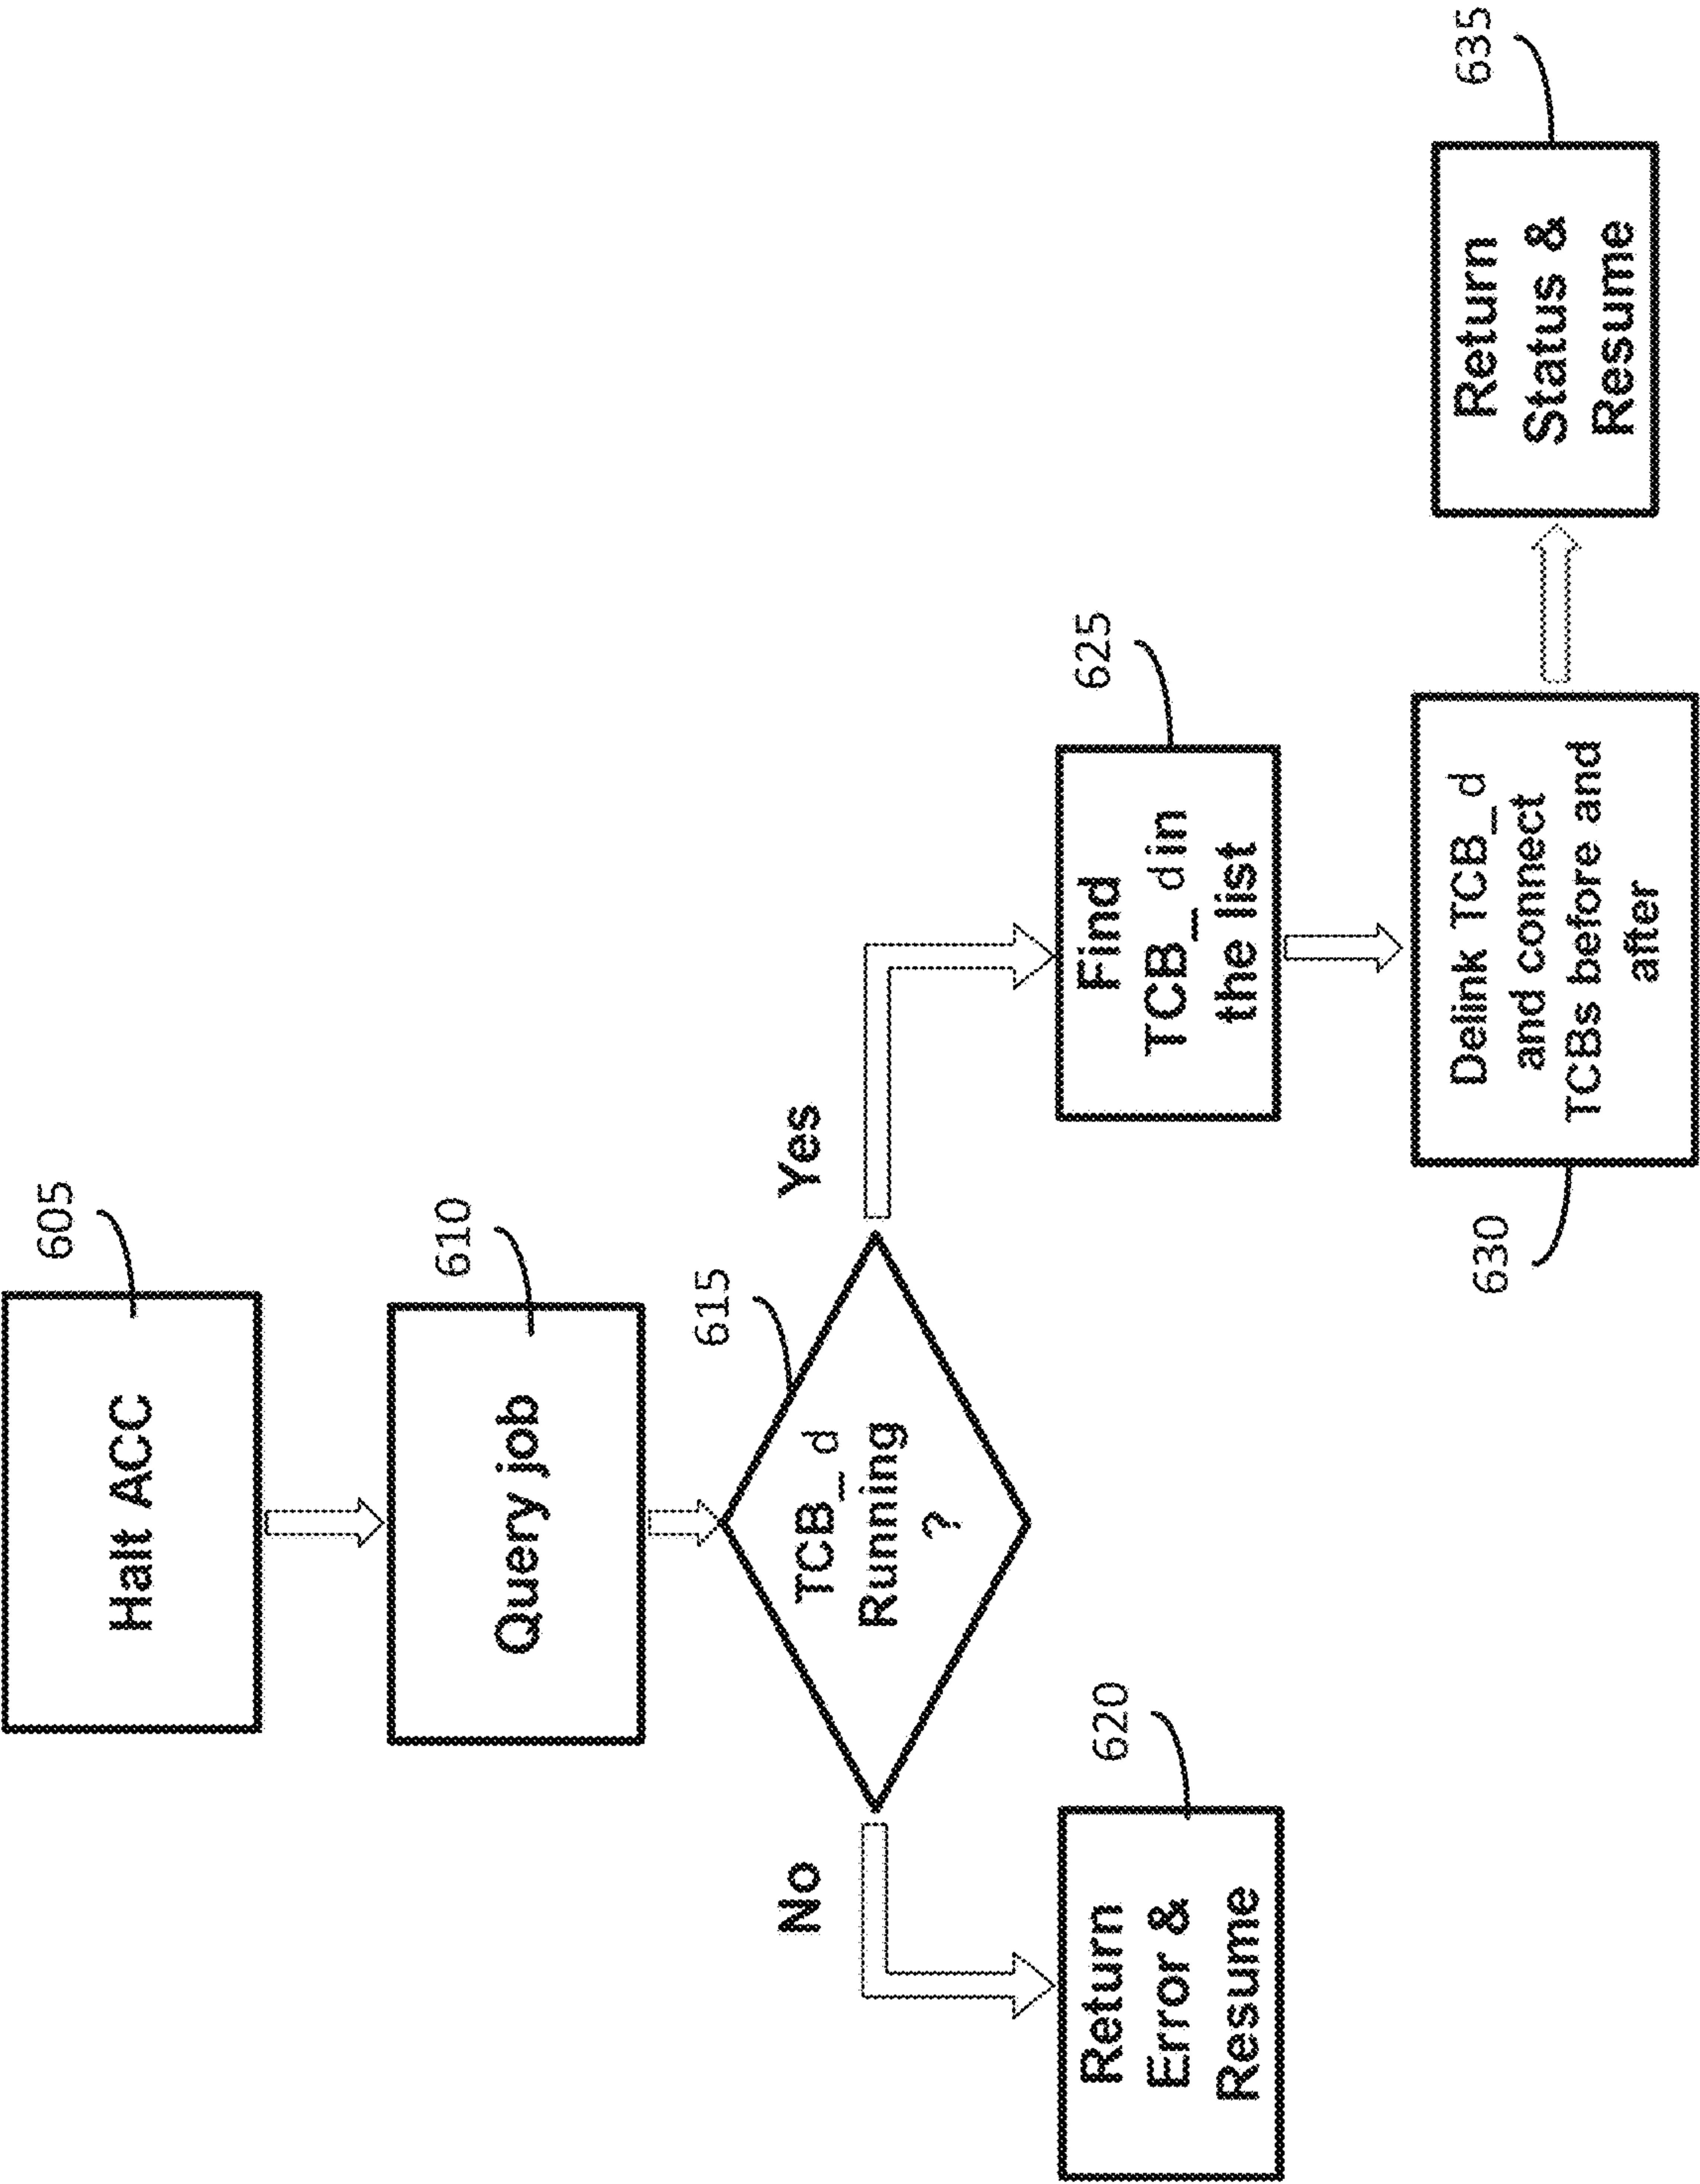 605
Halt ACC
610
Query job
615
TCB_d
Running
?
No
Yes
620
Return
Error &
Resume
625
Find
TCB_din
the list
630
Delink TCB_d
and connect
TCBs before and
after
635
Return
Status &
Resume